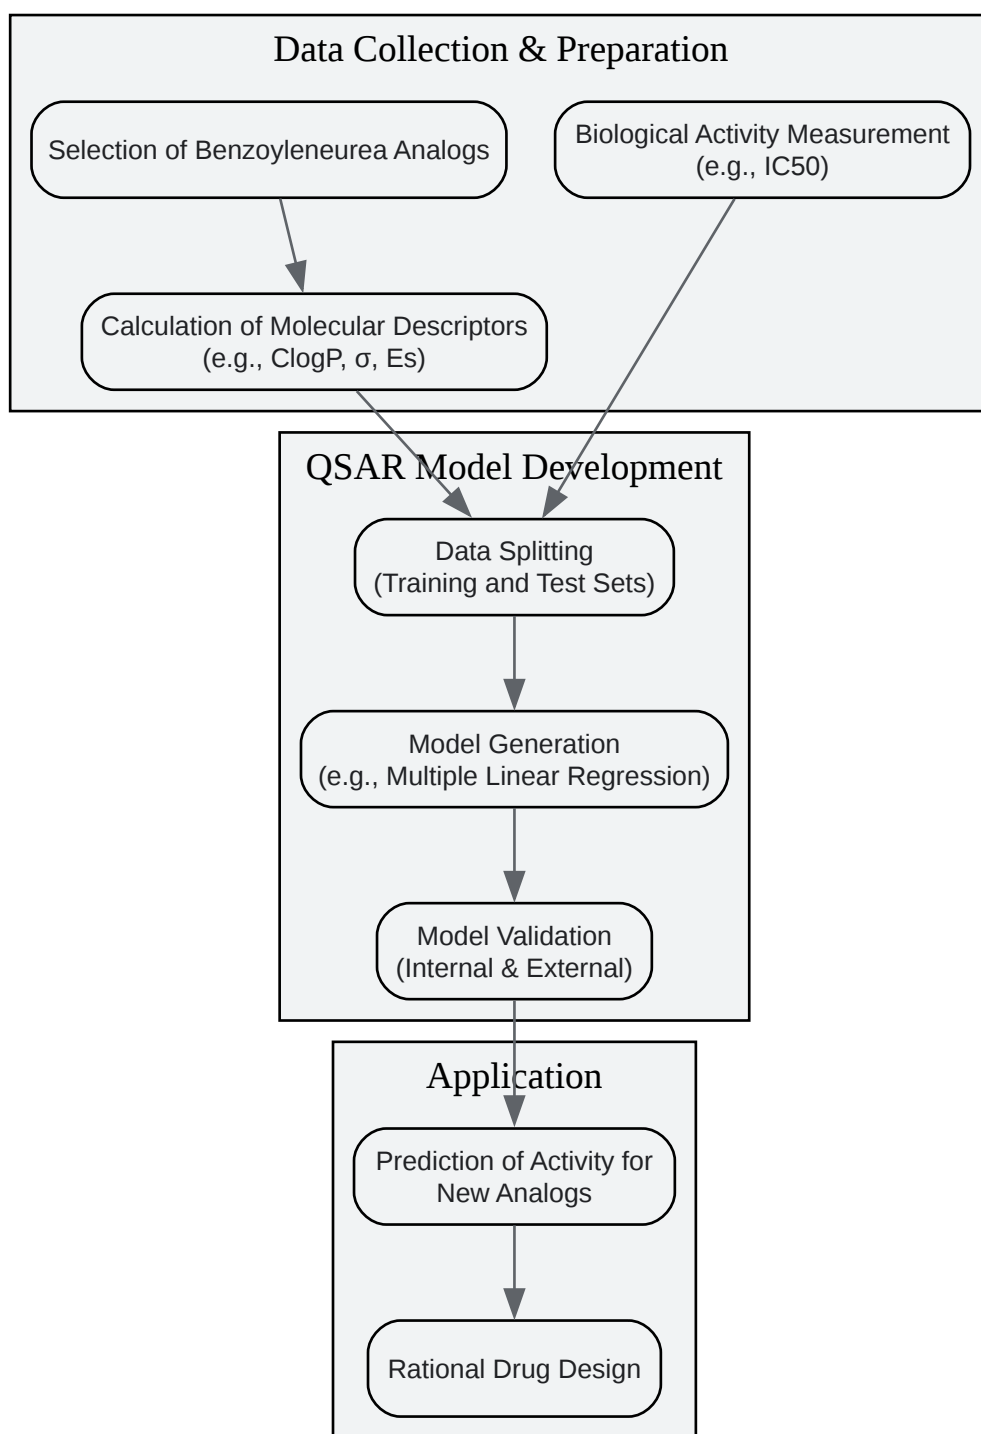 Data Collection & Preparation
Selection of Benzoyleneurea Analogs
Biological Activity Measurement
(e.g., IC50)
Calculation of Molecular Descriptors
(e.g., ClogP, σ, Es)
QSAR Model Development
Data Splitting
(Training and Test Sets)
Model Generation
(e.g., Multiple Linear Regression)
Model Validation
(Internal & External)
Application
Prediction of Activity for
New Analogs
Rational Drug Design